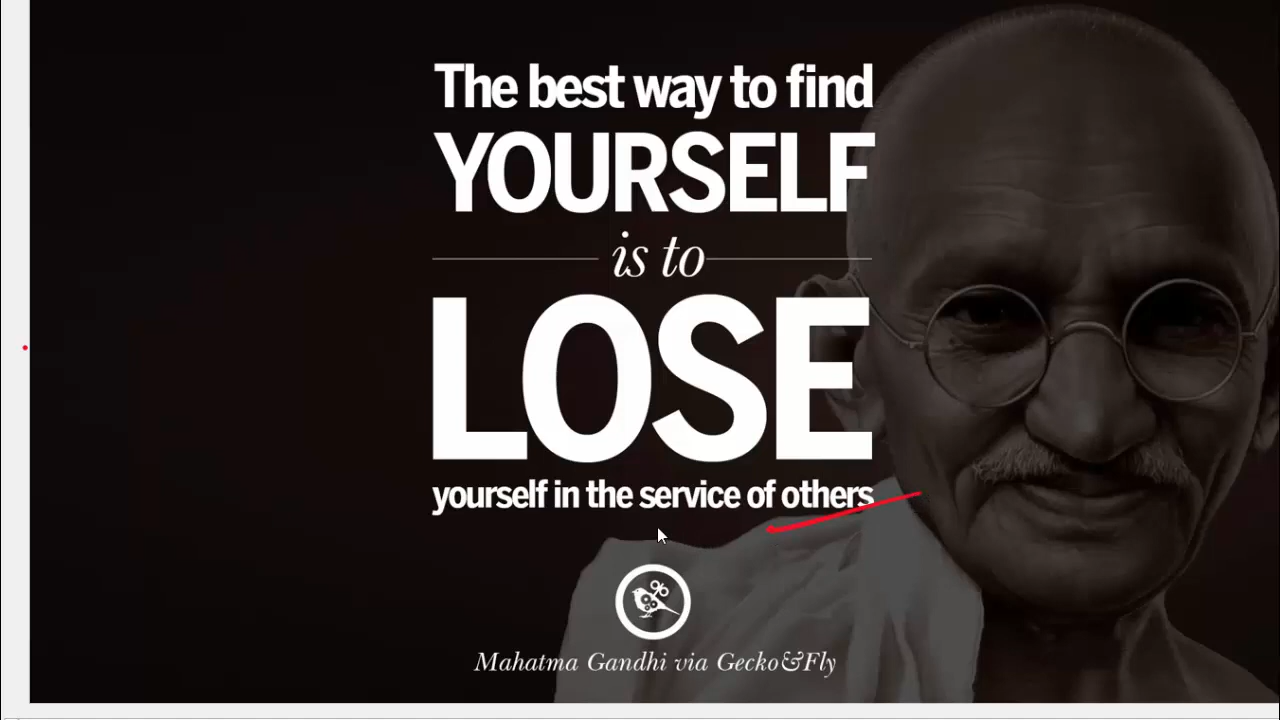 The best way to find
YOURSELF
is to
LOSE
yourself in the service of others
Mahatma Gandhi via Gecko&Fly